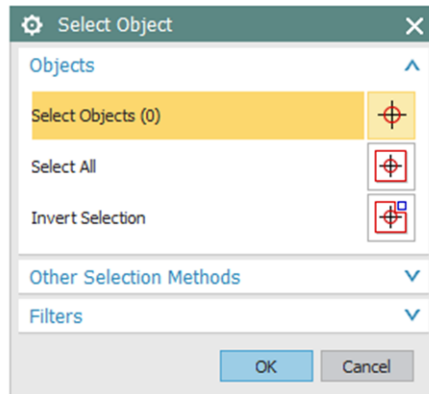 Select Object
Objects
Select Objects (0)
Select All
Invert Selection
Other Selection Methods
Filters
OK Cancel